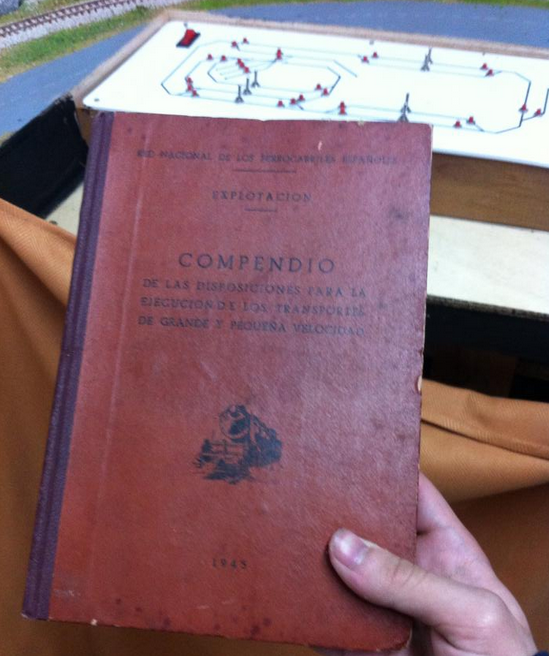 RED NACIONAL DE LOS FERROCARRILES ESPAÑOLES
EXPLOTACION
COMPENDIO
DE LAS DISPOSICIONES PARA LA
EJECUCION DE LOS TRANSPORTES
DE GRANDE Y PEQUEÑA VELOCIDAD
1945